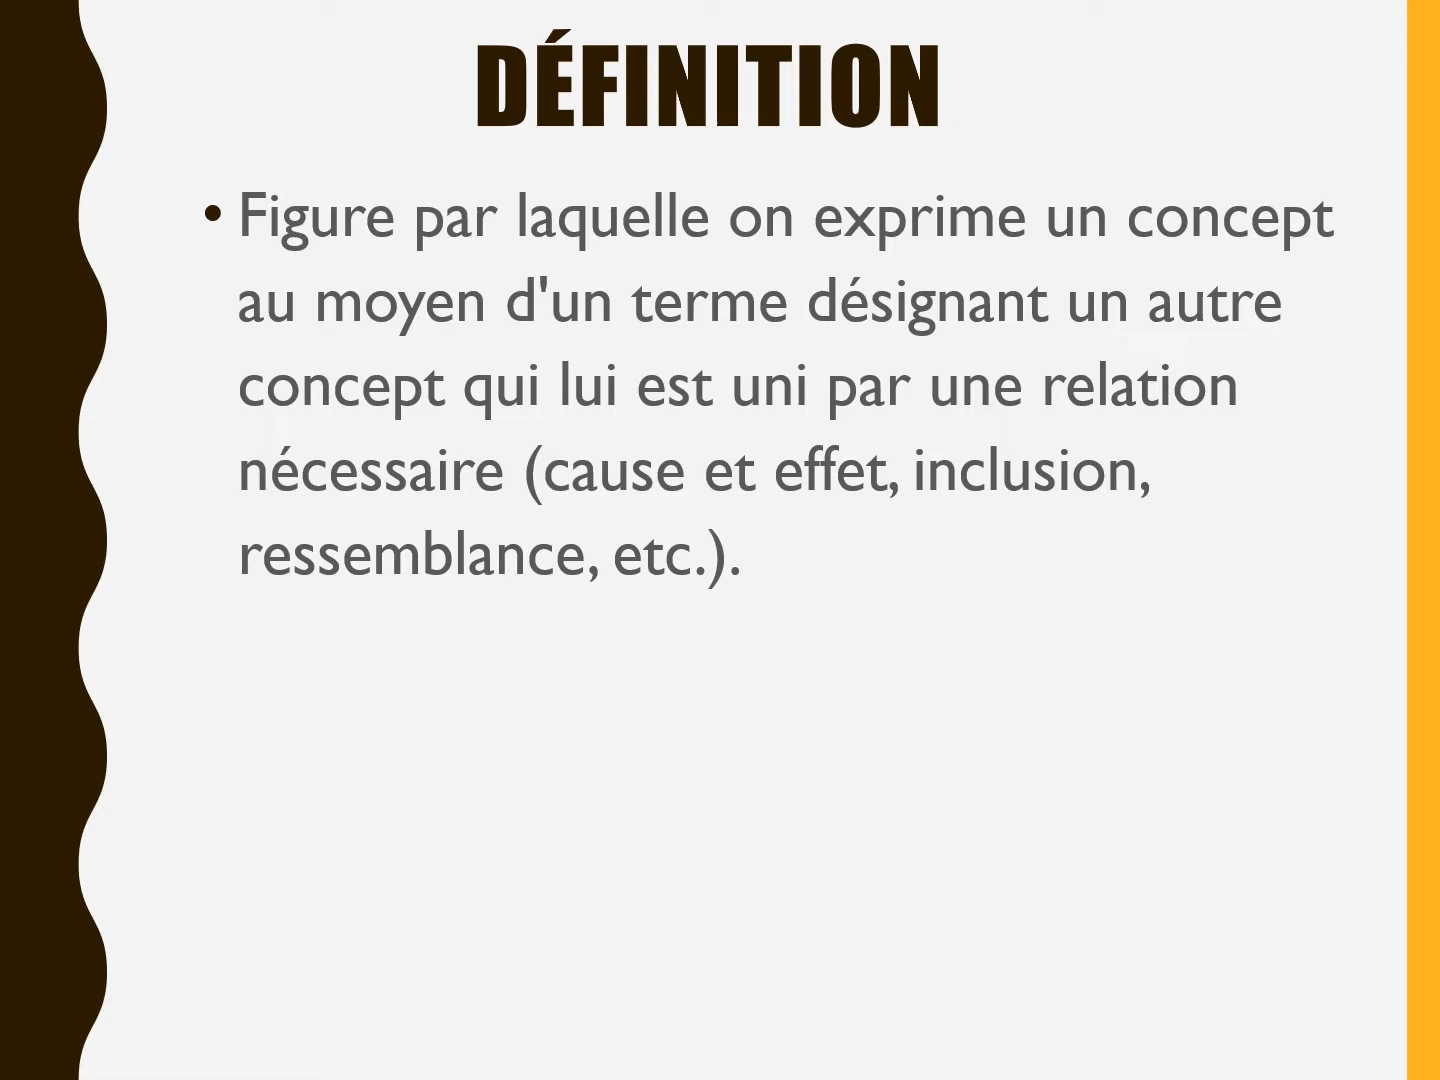 DÉFINITION
• Figure par laquelle on exprime un concept
au moyen d'un terme désignant un autre
concept qui lui est uni par une relation
nécessaire (cause et effet, inclusion,
ressemblance, etc.).